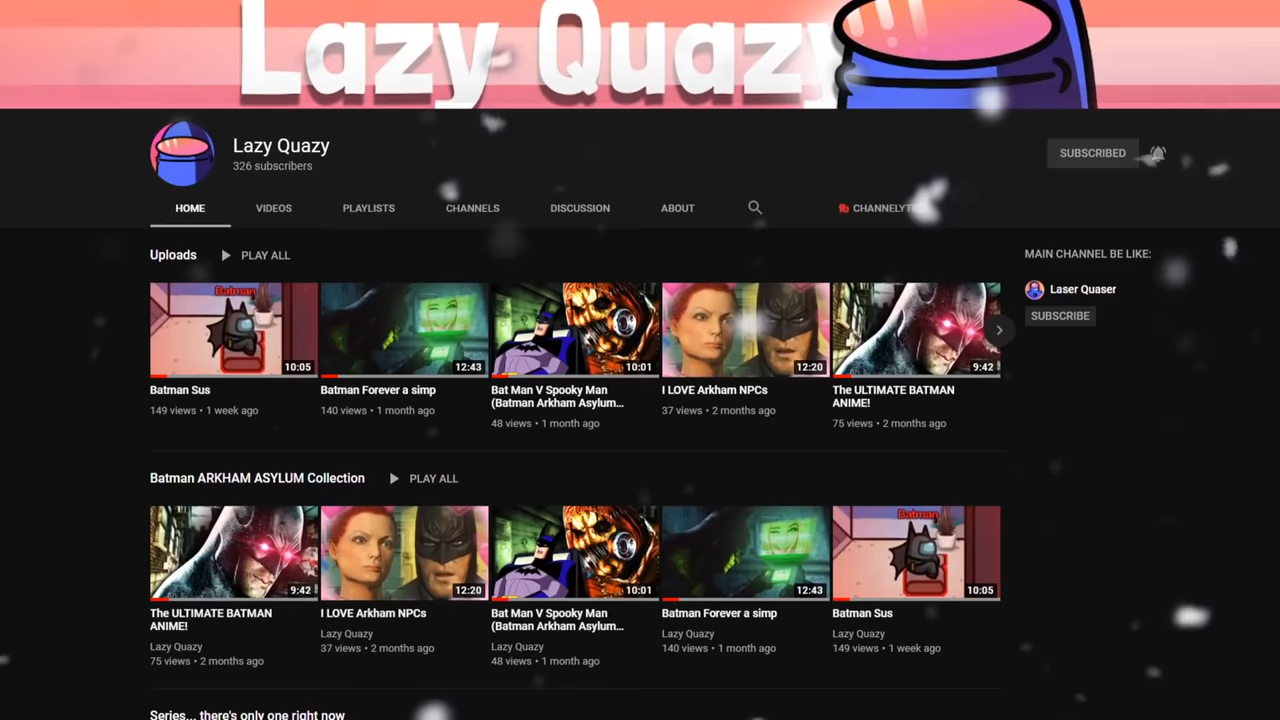 Lazy Quazy
Lazy Quazy
326 subscribers
SUBSCRIBED
HOME
VIDEOS
PLAYLISTS
CHANNELS
DISCUSSION
ABOUT
Uploads
PLAY ALL
MAIN CHANNEL BE LIKE:
Laser Quaser
SUBSCRIBE
Batman
10:05
12:43
10:01
12:20
9:42
Batman Sus
149 views • 1 week ago
Batman Forever a simp
140 views • 1 month ago
Bat Man V Spooky Man
(Batman Arkham Asylum...
48 views • 1 month ago
I LOVE Arkham NPCs
37 views • 2 months ago
The ULTIMATE BATMAN
ANIME!
75 views • 2 months ago
Batman ARKHAM ASYLUM Collection
PLAY ALL
Batman
9:42
12:20
10:01
12:43
10:05
The ULTIMATE BATMAN
ANIME!
Lazy Quazy
75 views • 2 months ago
I LOVE Arkham NPCs
Lazy Quazy
37 views • 2 months ago
Bat Man V Spooky Man
(Batman Arkham Asylum...
Lazy Quazy
48 views • 1 month ago
Batman Forever a simp
Lazy Quazy
140 views • 1 month ago
Batman Sus
Lazy Quazy
149 views • 1 week ago
Series... there's only one right now